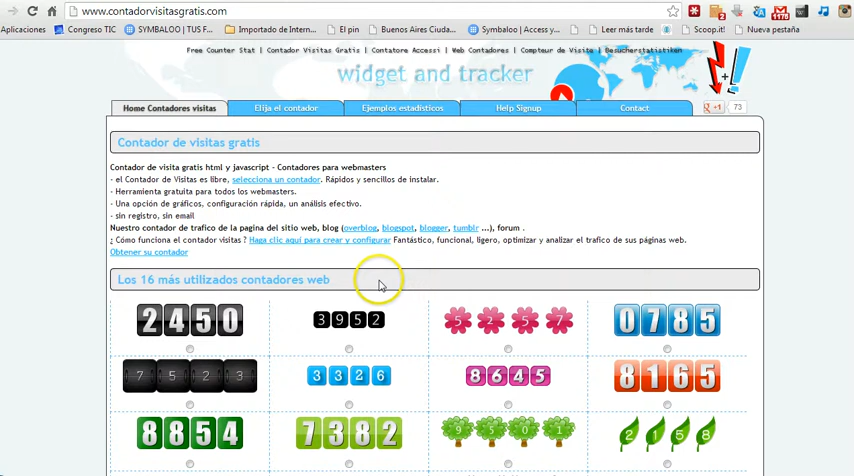 www.contadorvisitasgratis.com
Aplicaciones Congreso TIC SYMBALOO | TUS F... Importado de Intern... El pin Buenos Aires Ciuda... Symbaloo | Access y... Leer más tarde Scoop.it! Nueva pestaña
Free Counter Stat | Contador Visitas Gratis | Contatore Accessi | Web Contadores | Compteur de Visite | Besucherstatistiken
widget and tracker
Home Contadores visitas Elija el contador Ejemplos estadísticos Help Signup Contact
+1 73
Contador de visitas gratis
Contador de visita gratis html y javascript - Contadores para webmasters
- el Contador de Visitas es libre, selecciona un contador. Rápidos y sencillos de instalar.
- Herramienta gratuita para todos los webmasters.
- Una opción de gráficos, configuración rápida, un análisis efectivo.
- sin registro, sin email
Nuestro contador de trafico de la pagina del sitio web, blog (overblog, blogspot, blogger, tumblr ...), forum .
¿ Cómo funciona el contador visitas ? Haga clic aquí para crear y configurar Fantástico, funcional, ligero, optimizar y analizar el trafico de sus páginas web.
Obtener su contador
Los 16 más utilizados contadores web
2450 3952 5257 0785
7523 3326 8645 8165
8854 7382 9501 2158